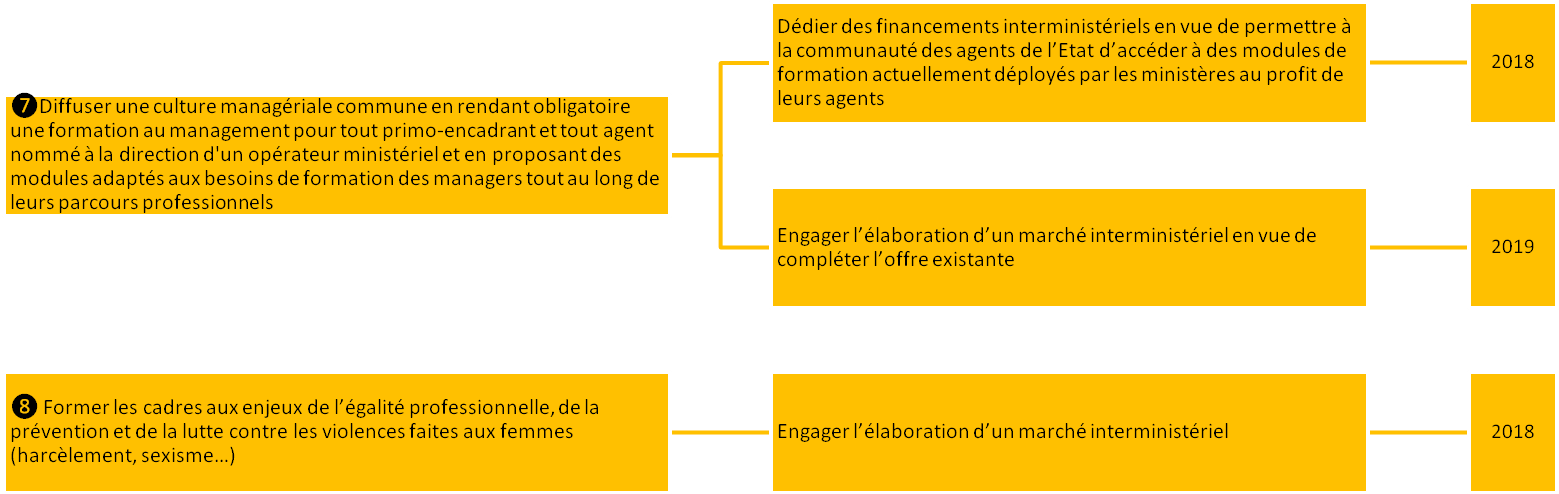 ❼Diffuser une culture managériale commune en rendant obligatoire
une formation au management pour tout primo-encadrant et tout agent
nommé à la direction d'un opérateur ministériel et en proposant des
modules adaptés aux besoins de formation des managers tout au long de
leurs parcours professionnels
Dédier des financements interministériels en vue de permettre à
la communauté des agents de l’Etat d’accéder à des modules de
formation actuellement déployés par les ministères au profit de
leurs agents
2018
Engager l’élaboration d’un marché interministériel en vue de
compléter l’offre existante
2019
❽ Former les cadres aux enjeux de l’égalité professionnelle, de la
prévention et de la lutte contre les violences faites aux femmes
(harcèlement, sexisme…)
Engager l’élaboration d’un marché interministériel
2018